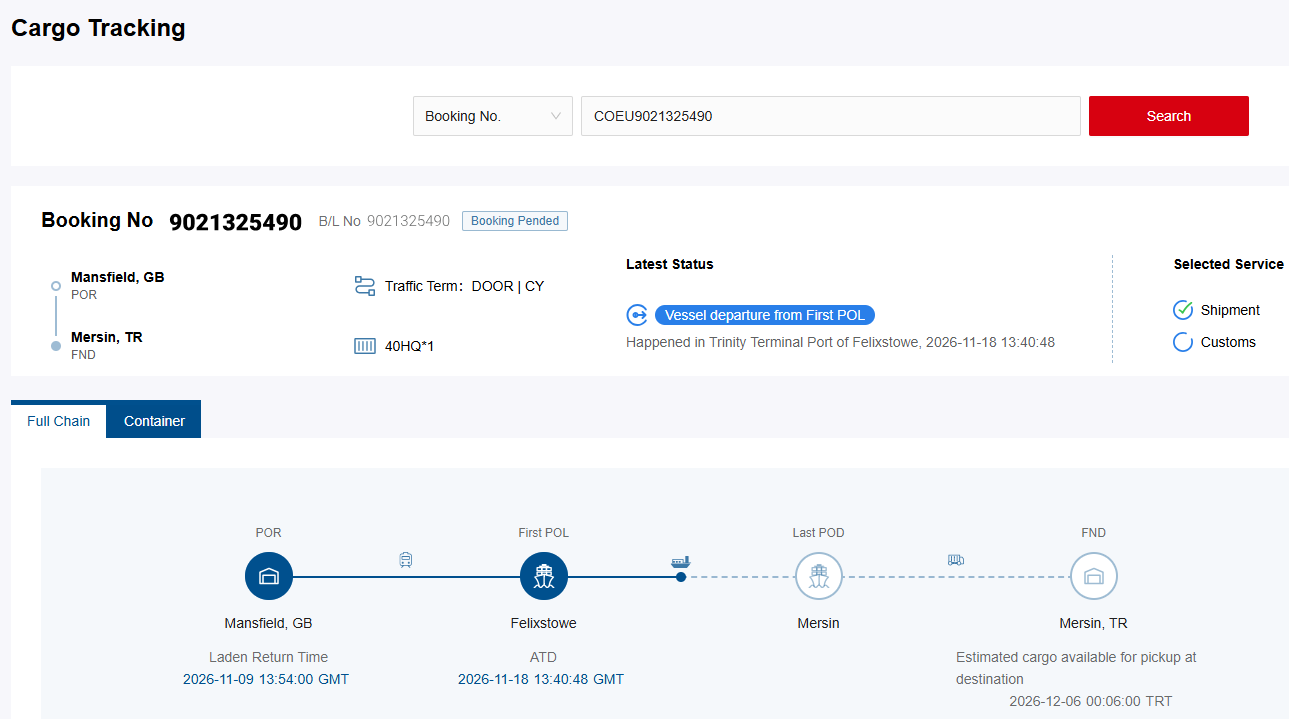 Cargo Tracking
Booking No.
COEU9021325490
Search
Booking No 9021325490 B/L No 9021325490 Booking Pended
Mansfield, GB
POR
Mersin, TR
FND
Traffic Term： DOOR | CY
40HQ*1
Latest Status
Vessel departure from First POL
Happened in Trinity Terminal Port of Felixstowe, 2026-11-18 13:40:48
Selected Service
Shipment
Customs
Full Chain
Container
POR
First POL
Last POD
FND
Mansfield, GB
Felixstowe
Mersin
Mersin, TR
Laden Return Time
2026-11-09 13:54:00 GMT
ATD
2026-11-18 13:40:48 GMT
Estimated cargo available for pickup at
destination
2026-12-06 00:06:00 TRT